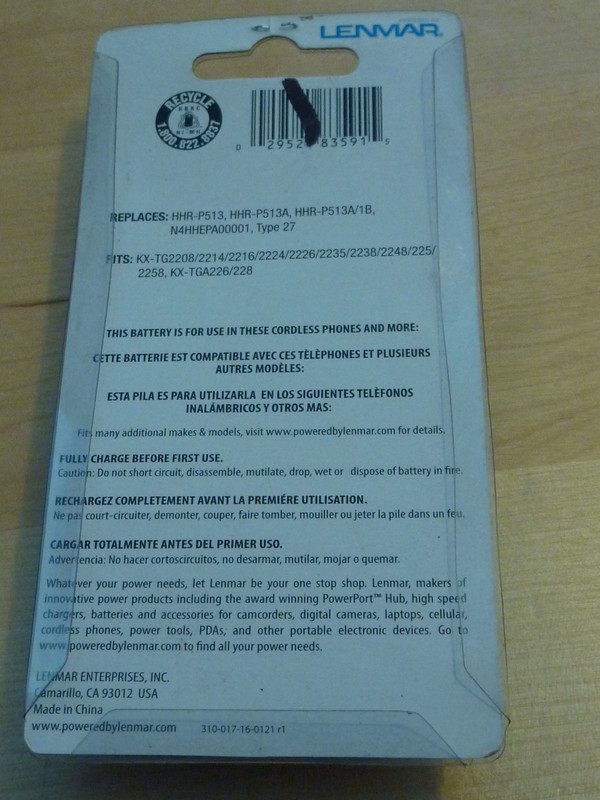 LENMAR.
RECYCLE
RBRC
Ni-MH
1.800.822.8837
0 2952 83591 5
REPLACES: HHR-P513, HHR-P513A, HHR-P513A/1B,
N4HHEPA00001, Type 27
FITS: KX-TG2208/2214/2216/2224/2226/2235/2238/2248/225/
2258, KX-TGA226/228
THIS BATTERY IS FOR USE IN THESE CORDLESS PHONES AND MORE:
CETTE BATTERIE EST COMPATIBLE AVEC CES TÈLÈPHONES ET PLUSIEURS
AUTRES MODÈLES:
ESTA PILA ES PARA UTILIZARLA EN LOS SIGUIENTES TELÈFONOS
INALÁMBRICOS Y OTROS MAS:
Fits many additional makes & models, visit www.poweredbylenmar.com for details.
FULLY CHARGE BEFORE FIRST USE.
Caution: Do not short circuit, disassemble, mutilate, drop, wet or dispose of battery in fire.
RECHARGEZ COMPLETEMENT AVANT LA PREMIÉRE UTILISATION.
Ne pas court-circuiter, demonter, couper, faire tomber, mouiller ou jeter la pile dans un feu.
CARGAR TOTALMENTE ANTES DEL PRIMER USO.
Advertencia: No hacer cortoscircuitos, no desarmar, mutilar, mojar o quemar.
Whatever your power needs, let Lenmar be your one stop shop. Lenmar, makers of
innovative power products including the award winning PowerPort™ Hub, high speed
chargers, batteries and accessories for camcorders, digital cameras, laptops, cellular,
cordless phones, power tools, PDAs, and other portable electronic devices. Go to
www.poweredbylenmar.com to find all your power needs.
LENMAR ENTERPRISES, INC.
Camarillo, CA 93012 USA
Made in China
www.poweredbylenmar.com 310-017-16-0121 r1